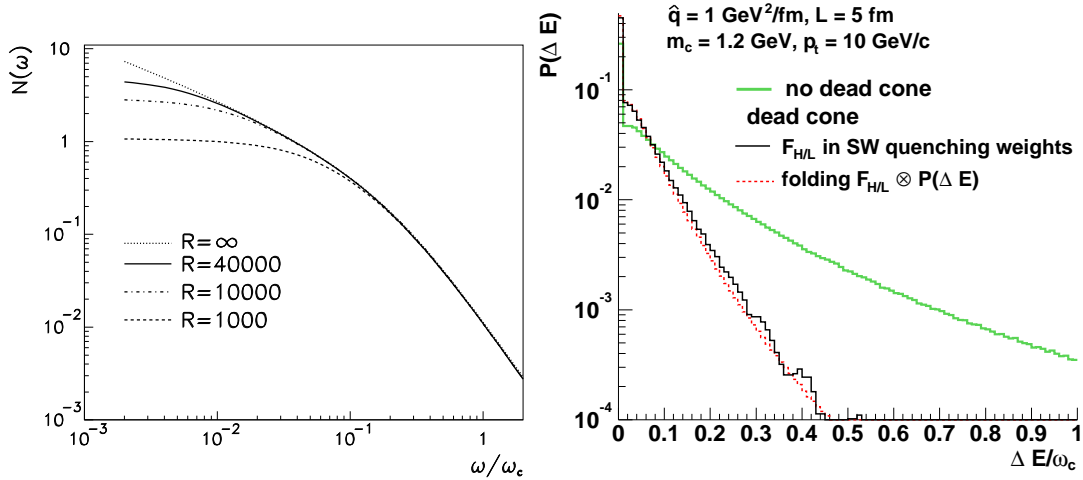 N(ω)
10
1
10⁻¹
10⁻²
10⁻³
R=∞
R=40000
R=10000
R=1000
10⁻³
10⁻²
10⁻¹
1
ω/ω_c
P(Δ E)
q̂ = 1 GeV²/fm, L = 5 fm
m_c = 1.2 GeV, p_t = 10 GeV/c
no dead cone
dead cone
F_H/L in SW quenching weights
folding F_H/L ⊗ P(Δ E)
10⁻¹
10⁻²
10⁻³
10⁻⁴
0 0.1 0.2 0.3 0.4 0.5 0.6 0.7 0.8 0.9 1
Δ E/ω_c